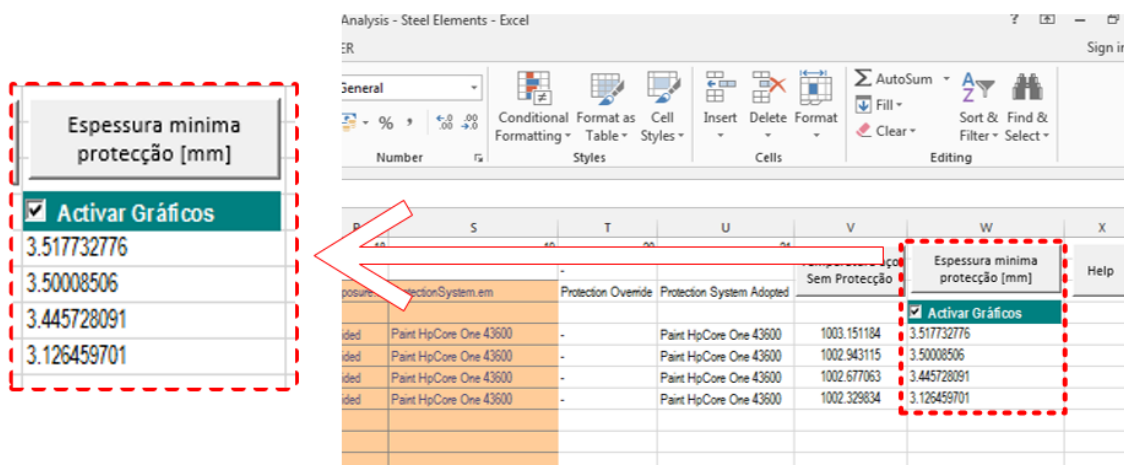 Espessura minima
protecção [mm]
Activar Gráficos
3.517732776
3.50008506
3.445728091
3.126459701
Analysis - Steel Elements - Excel
ER
Sign in
General
% , .00
Number
Conditional Formatting
Format as Table
Cell Styles
Styles
Insert Delete Format
Cells
AutoSum
Fill
Clear
Sort & Filter
Find & Select
Editing
S T U V W X
Sem Protecção
Espessura minima
protecção [mm]
Help
Protection Override Protection System Adopted
Activar Gráficos
Paint HpCore One 43600 - Paint HpCore One 43600 1003.151184 3.517732776
Paint HpCore One 43600 - Paint HpCore One 43600 1002.943115 3.50008506
Paint HpCore One 43600 - Paint HpCore One 43600 1002.677063 3.445728091
Paint HpCore One 43600 - Paint HpCore One 43600 1002.329834 3.126459701